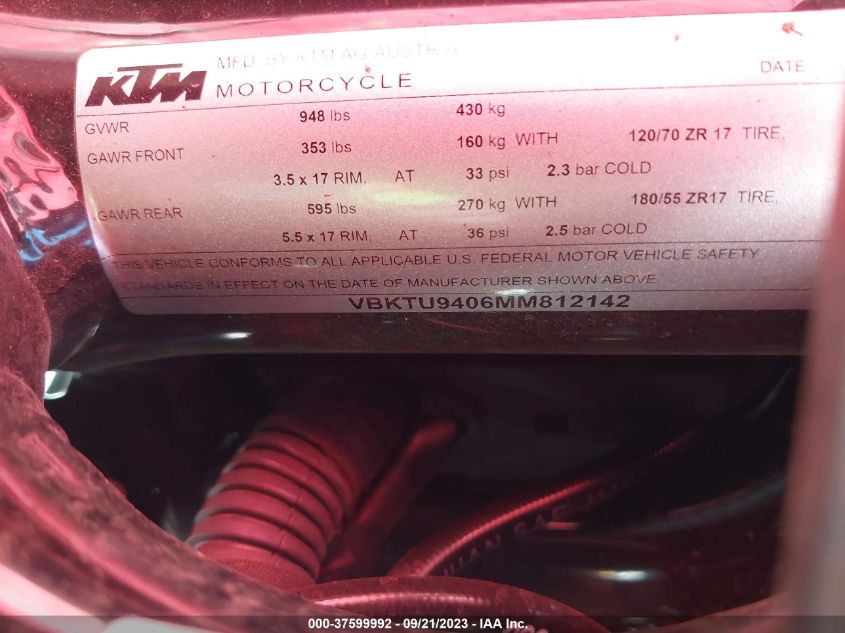 KTM MFD. BY KTM AG AUSTRIA
MOTORCYCLE DATE
GVWR 948 lbs 430 kg
GAWR FRONT 353 lbs 160 kg WITH 120/70 ZR 17 TIRE,
3.5 x 17 RIM, AT 33 psi 2.3 bar COLD
GAWR REAR 595 lbs 270 kg WITH 180/55 ZR17 TIRE,
5.5 x 17 RIM, AT 36 psi 2.5 bar COLD
THIS VEHICLE CONFORMS TO ALL APPLICABLE U.S. FEDERAL MOTOR VEHICLE SAFETY
STANDARDS IN EFFECT ON THE DATE OF MANUFACTURER SHOWN ABOVE.
VBKTU9406MM812142
SAE
000-37599992 - 09/21/2023 - IAA Inc.